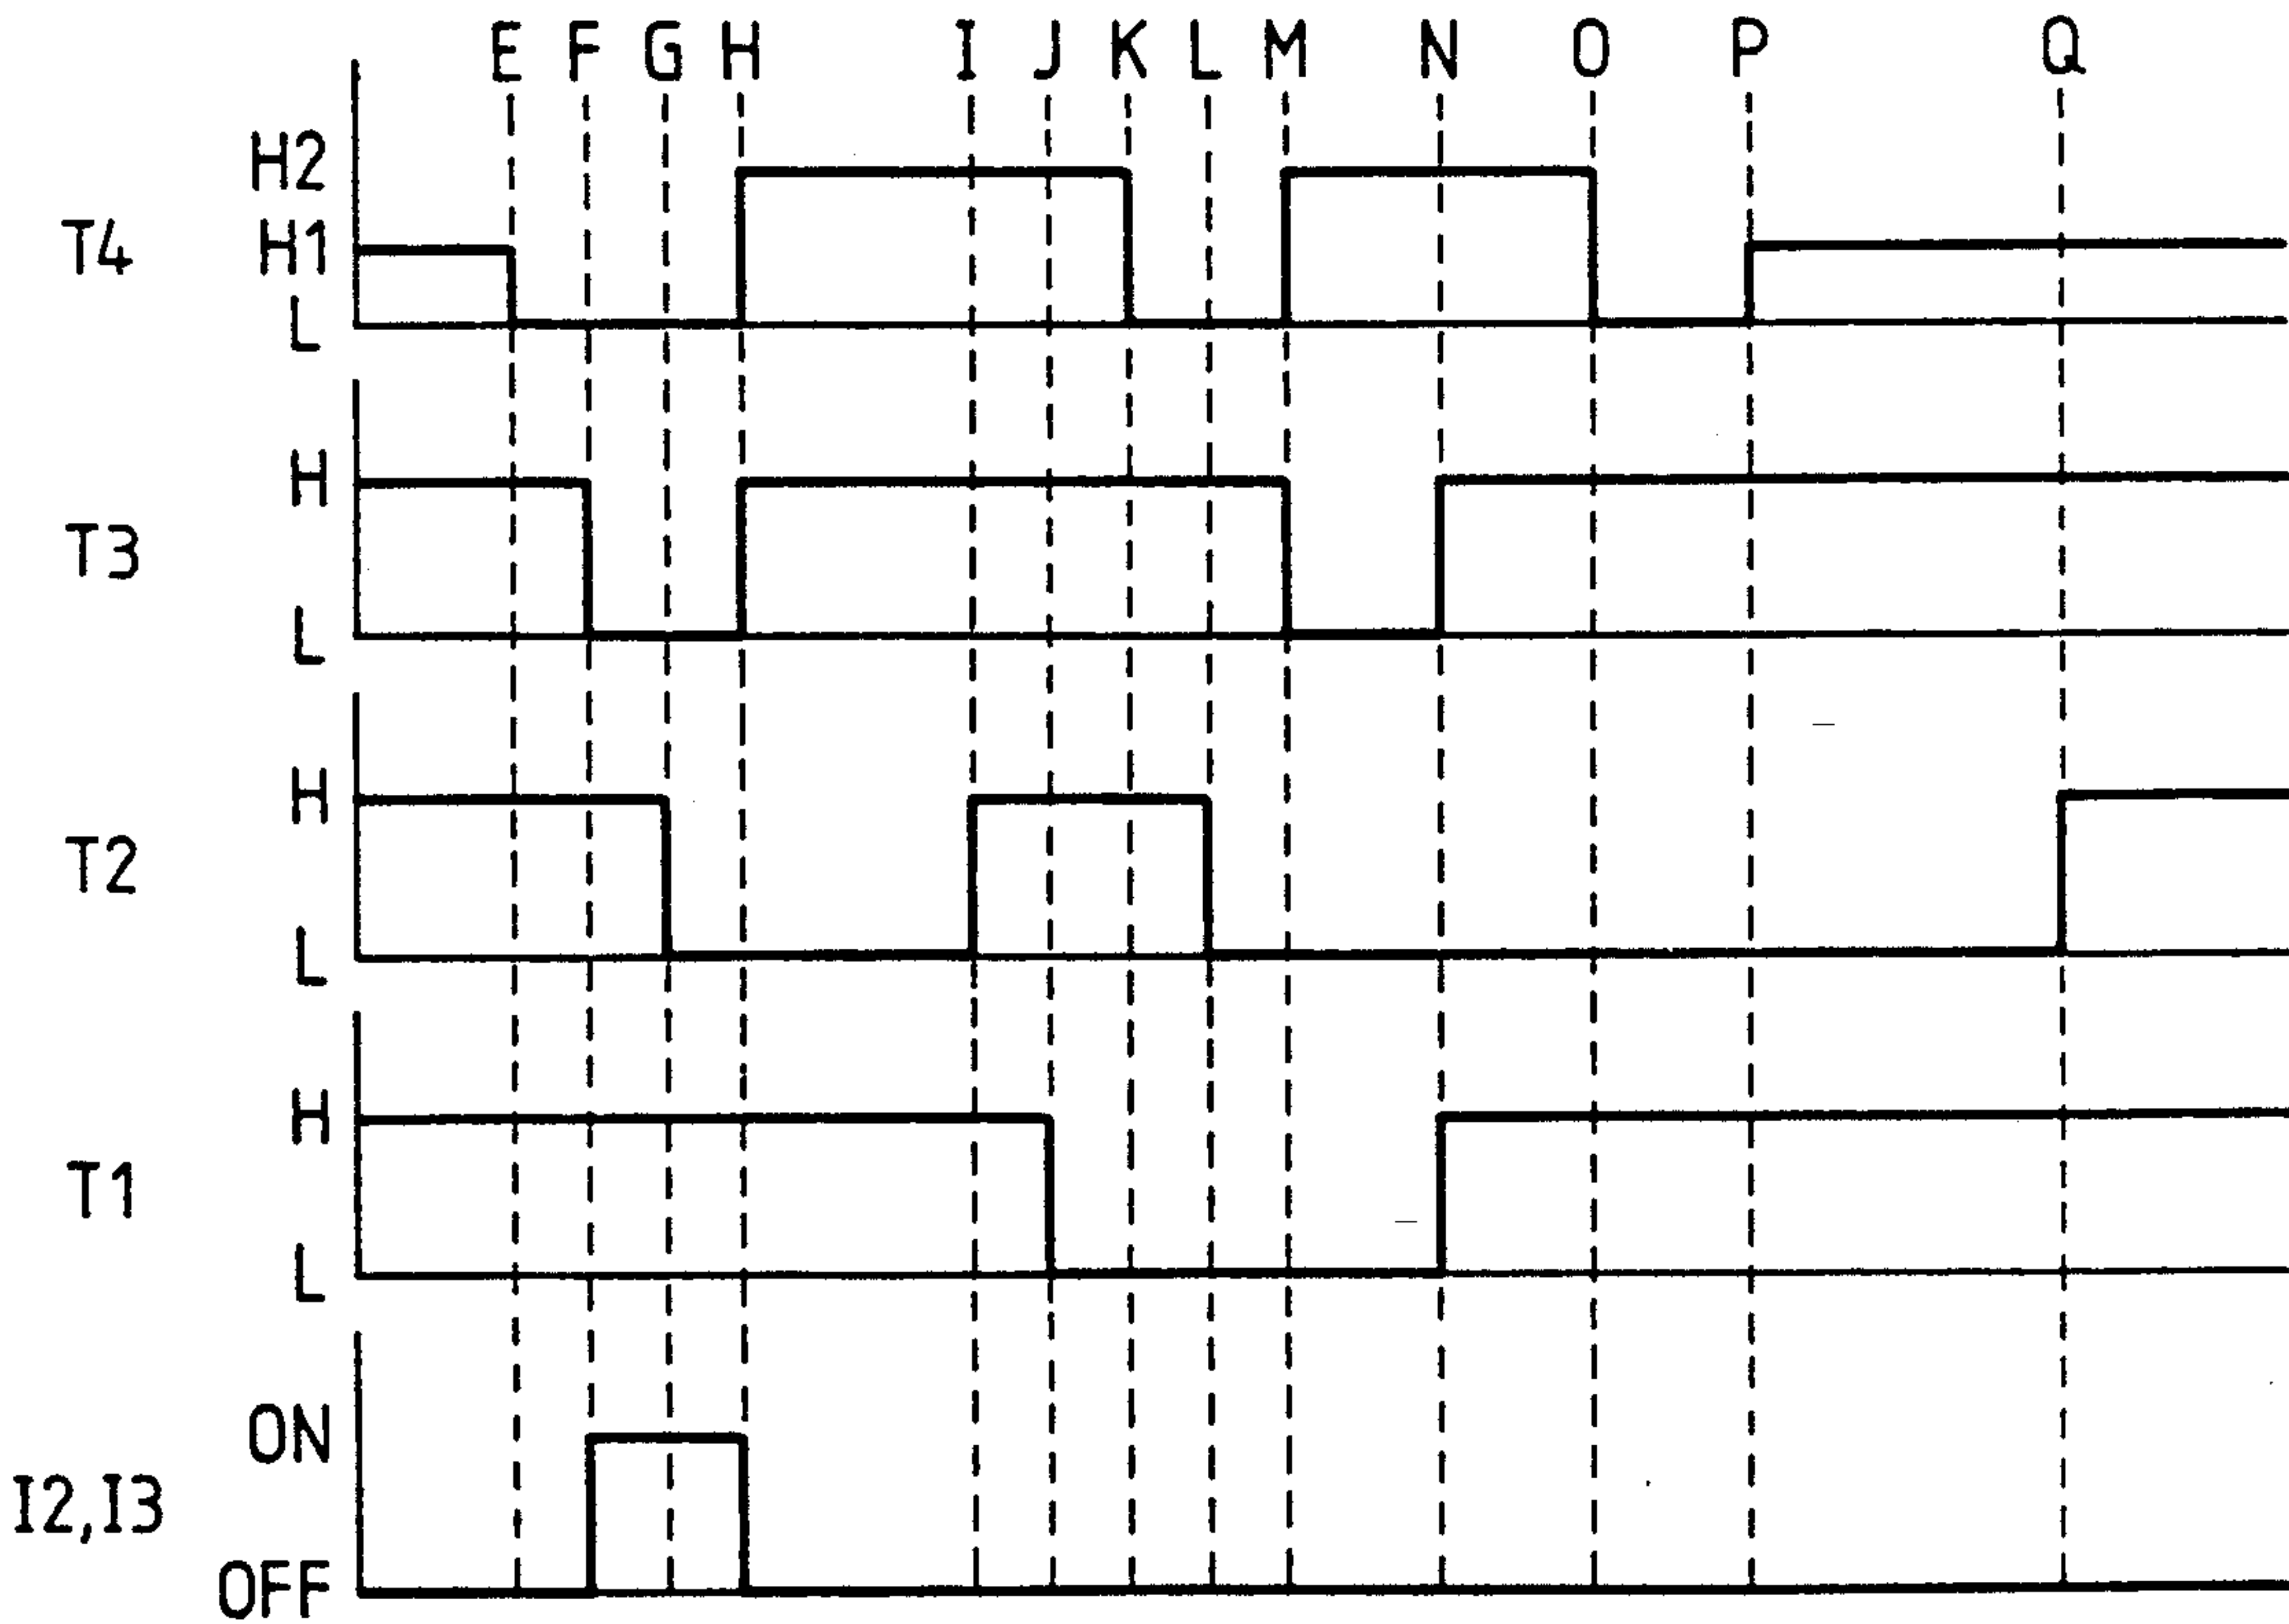 E F G H I J K L M N O P Q
H2
T4 H1
L
H
T3
L
H
T2
L
H
T1
L
ON
I2,I3
OFF